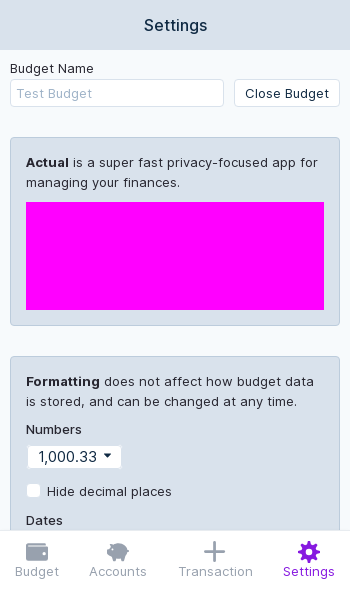 Settings
Budget Name
Test Budget
Close Budget
Actual is a super fast privacy-focused app for
managing your finances.
Formatting does not affect how budget data
is stored, and can be changed at any time.
Numbers
1,000.33
Hide decimal places
Dates
Budget
Accounts
Transaction
Settings